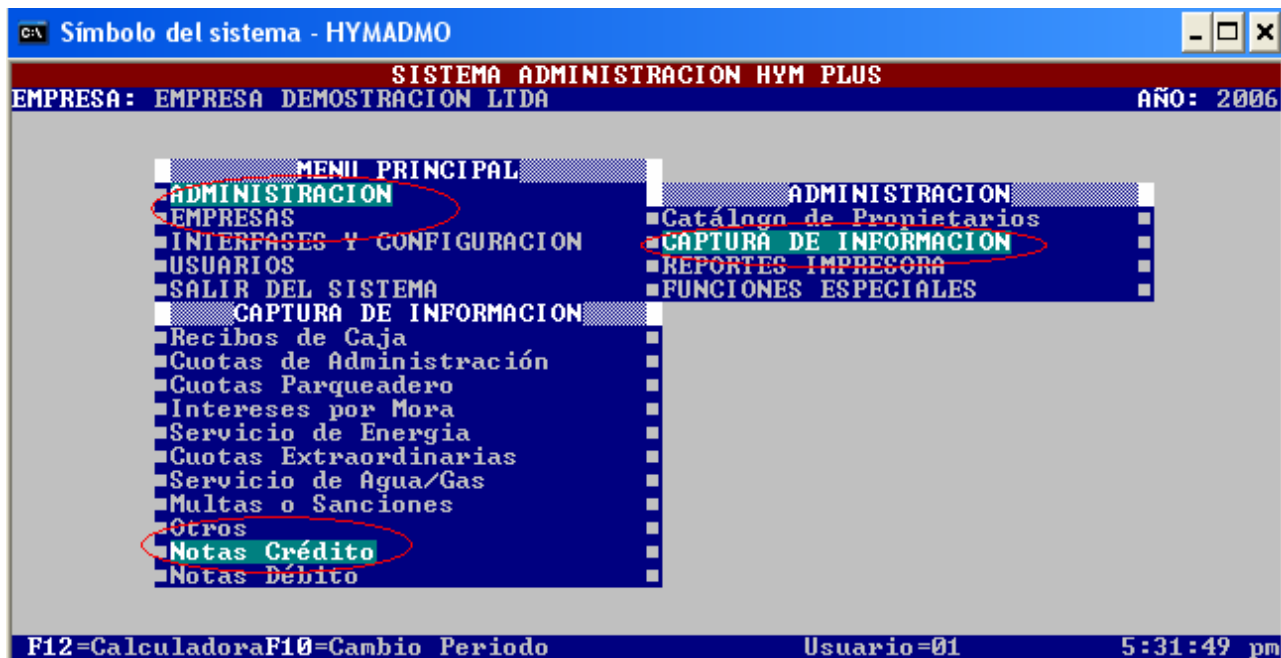 Símbolo del sistema - HYMADMO
SISTEMA ADMINISTRACION HYM PLUS
EMPRESA: EMPRESA DEMOSTRACION LTDA AÑO: 2006
MENU PRINCIPAL
ADMINISTRACION
EMPRESAS
INTERFASES Y CONFIGURACION
USUARIOS
SALIR DEL SISTEMA
ADMINISTRACION
Catálogo de Propietarios
CAPTURA DE INFORMACION
REPORTES IMPRESORA
FUNCIONES ESPECIALES
CAPTURA DE INFORMACION
Recibos de Caja
Cuotas de Administración
Cuotas Parqueadero
Intereses por Mora
Servicio de Energia
Cuotas Extraordinarias
Servicio de Agua/Gas
Multas o Sanciones
Otros
Notas Crédito
Notas Débito
F12=CalculadoraF10=Cambio Periodo Usuario=01 5:31:49 pm